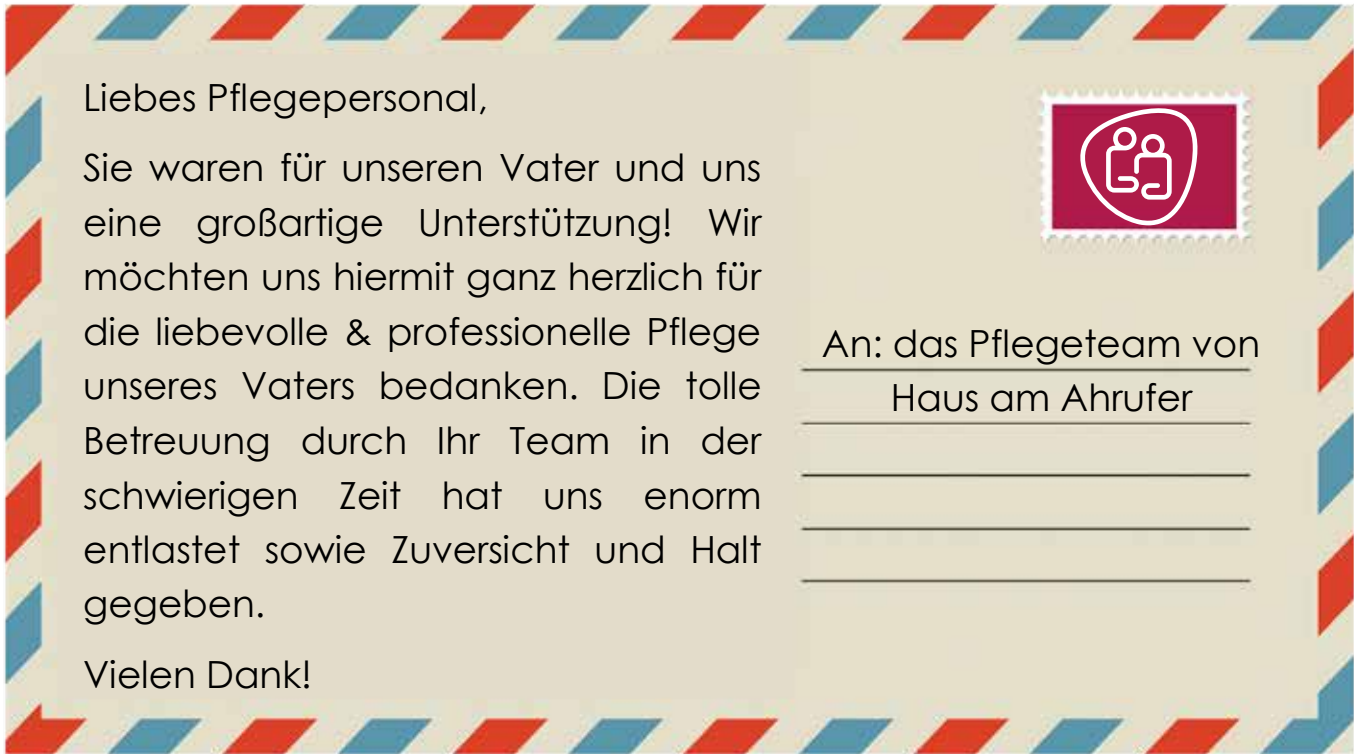 Liebes Pflegepersonal,
Sie waren für unseren Vater und uns
eine großartige Unterstützung! Wir
möchten uns hiermit ganz herzlich für
die liebevolle & professionelle Pflege
unseres Vaters bedanken. Die tolle
Betreuung durch Ihr Team in der
schwierigen Zeit hat uns enorm
entlastet sowie Zuversicht und Halt
gegeben.
Vielen Dank!
An: das Pflegeteam von
Haus am Ahrufer